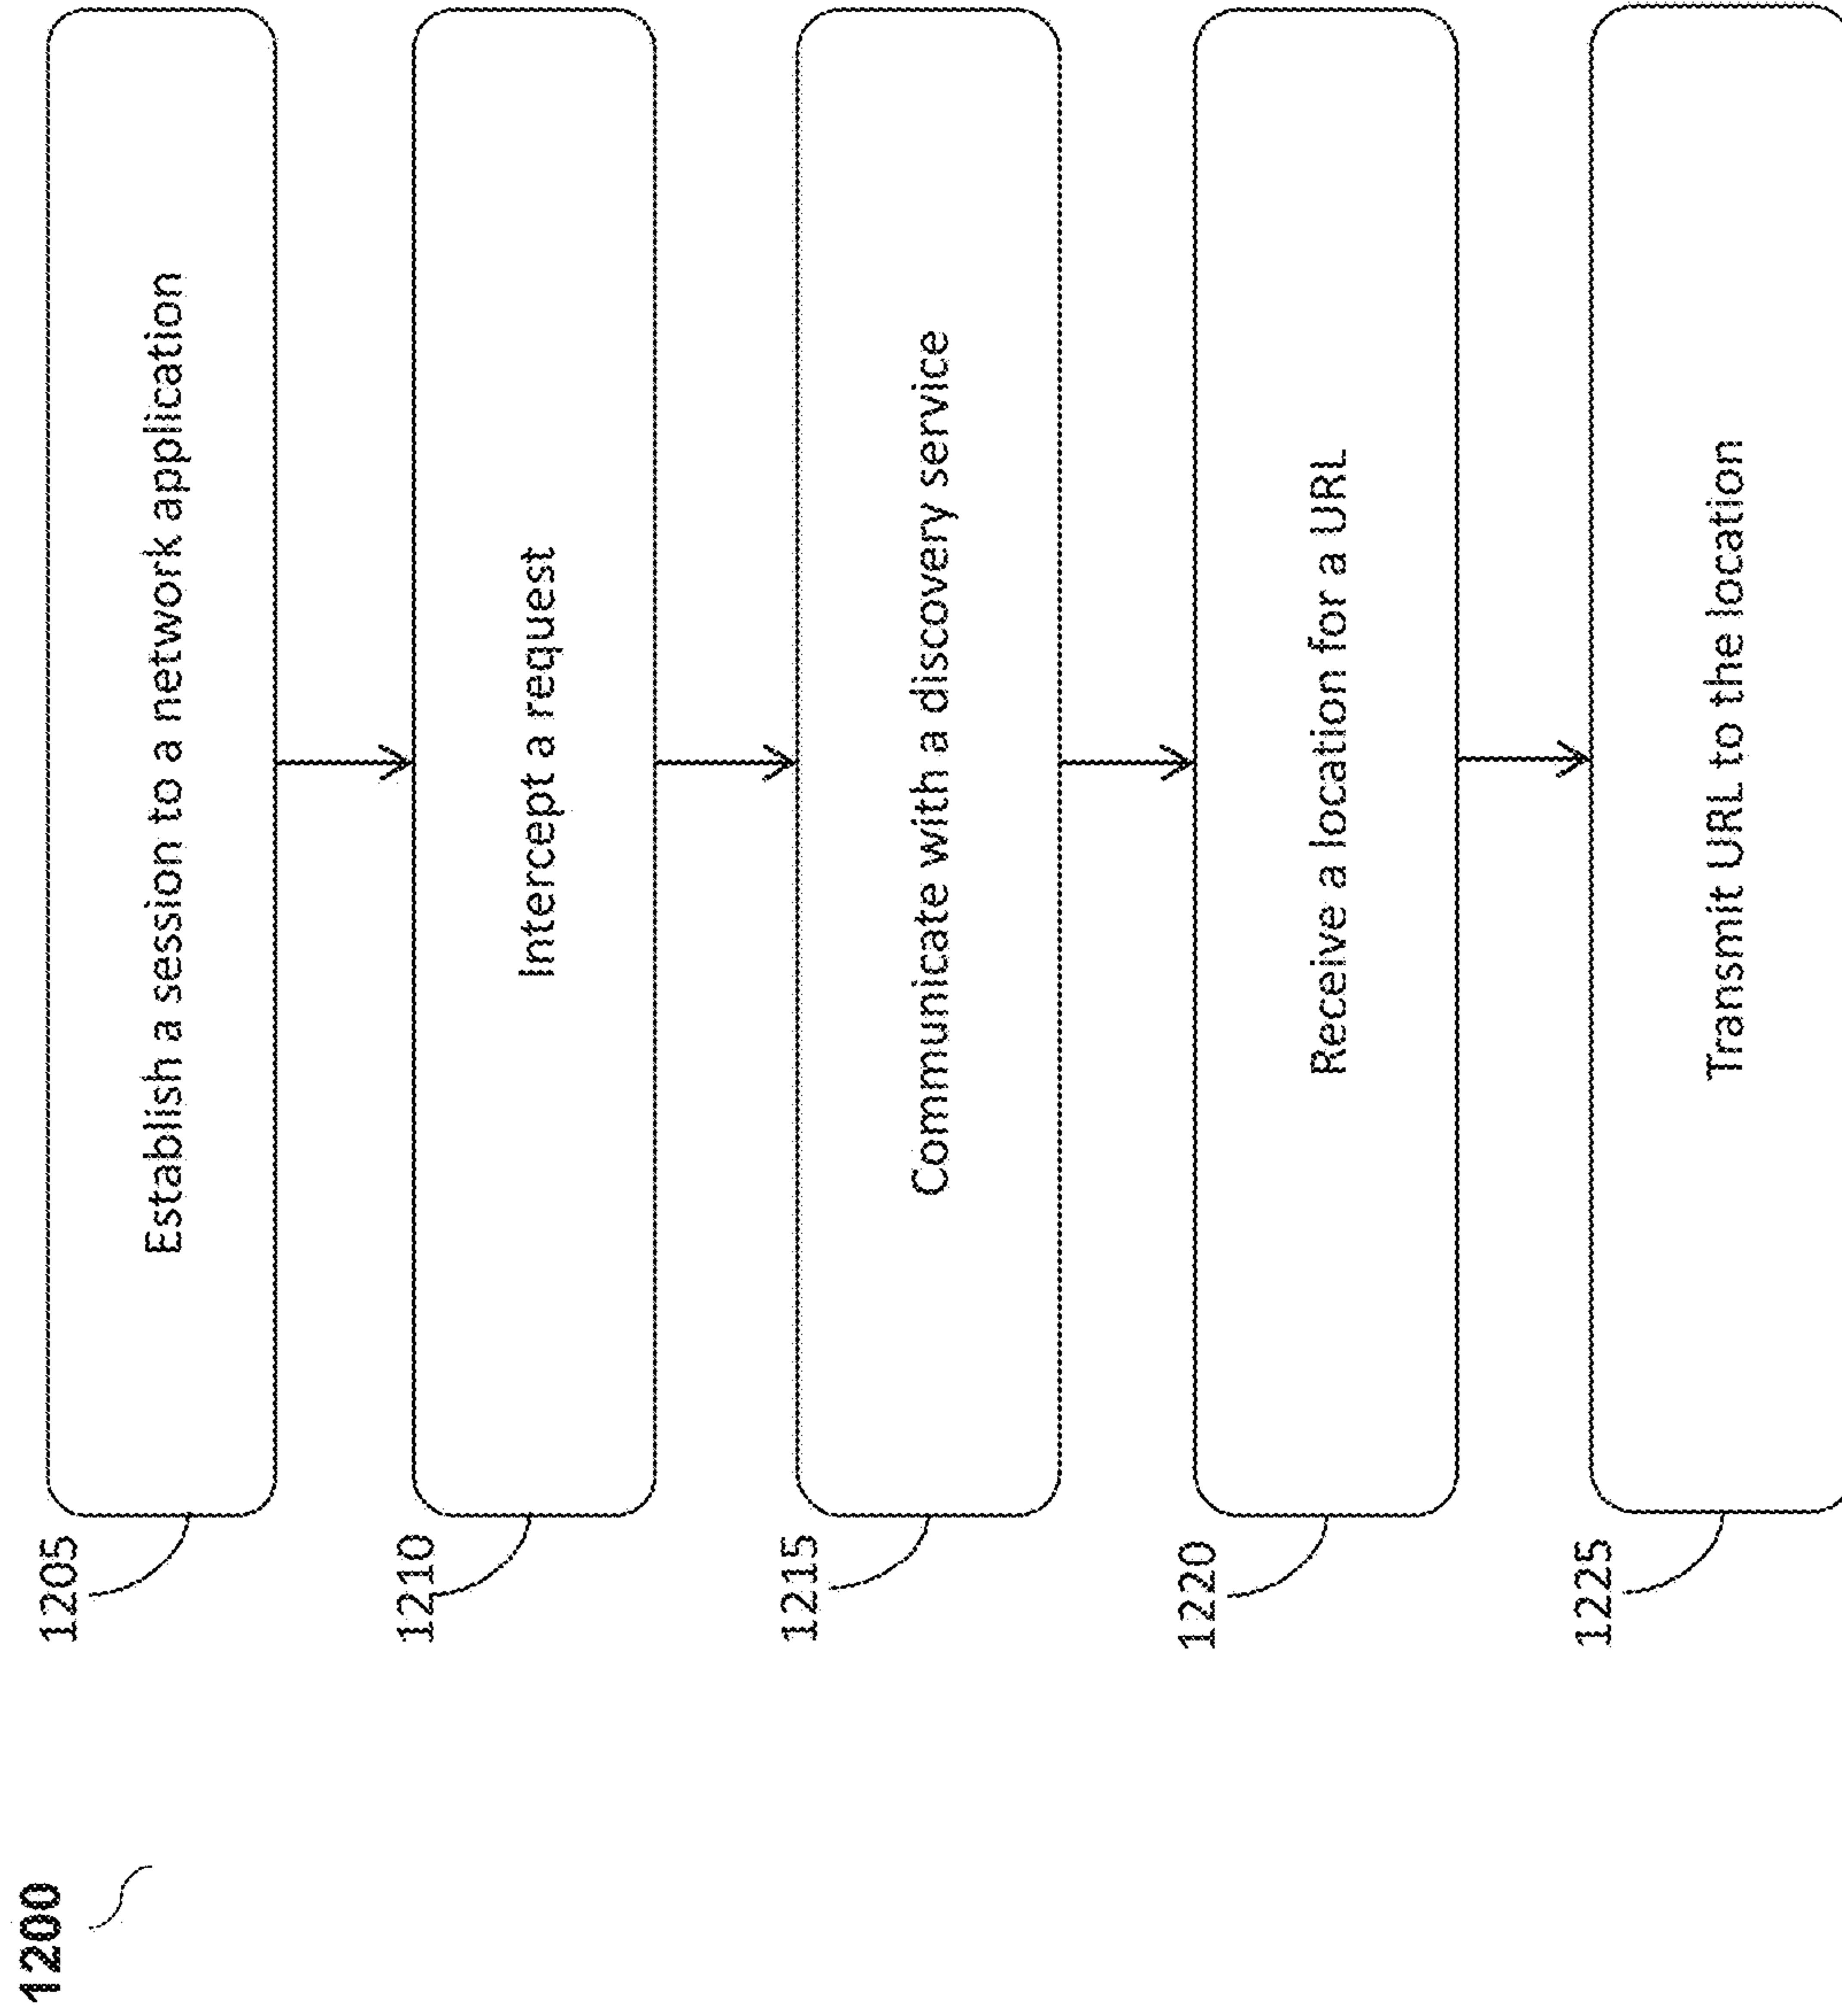 1200
1205
Establish a session to a network application
1210
Intercept a request
1215
Communicate with a discovery service
1220
Receive a location for a URL
1225
Transmit URL to the location